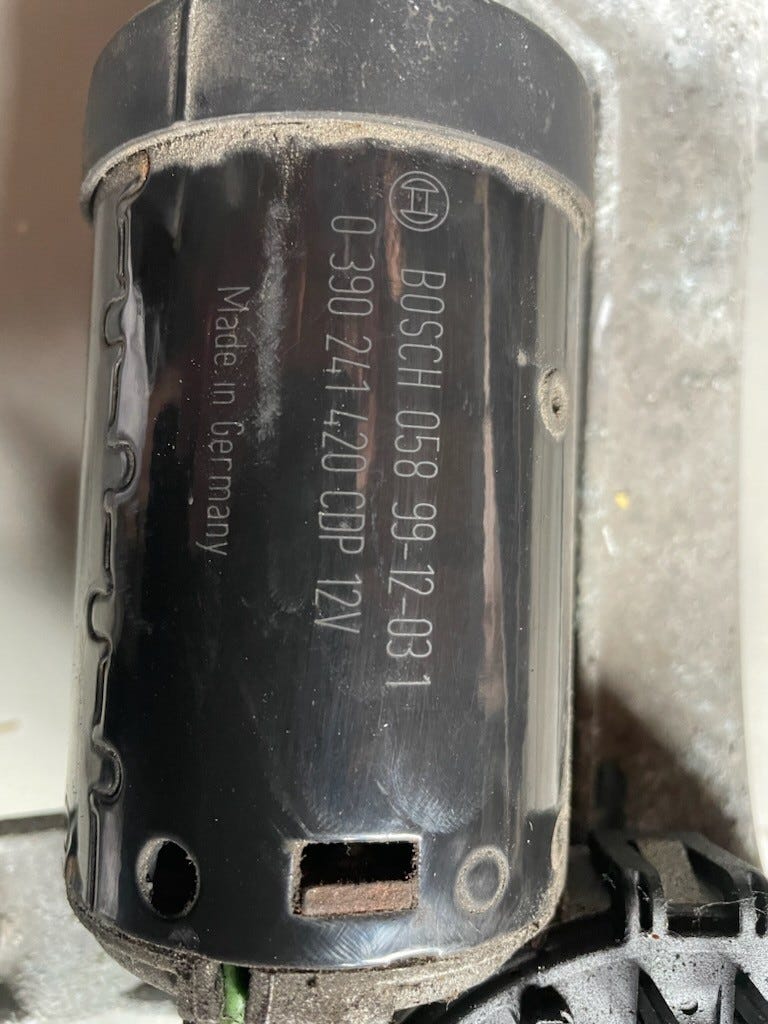 BOSCH 058 99-12-03 1
0 390 241 420 CDP 12V
Made in Germany